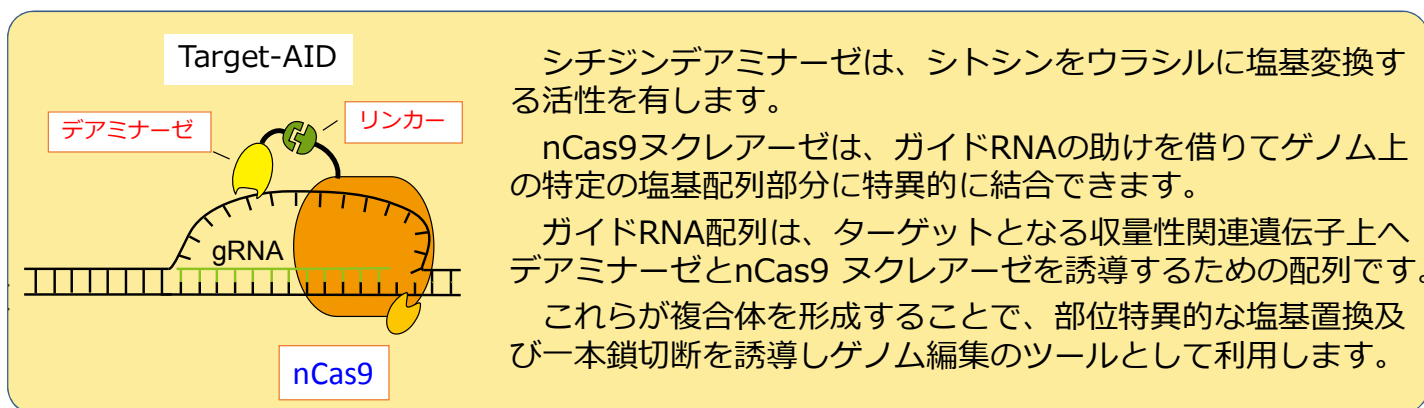 Target-AID
デアミナーゼ
リンカー
gRNA
nCas9
　シチジンデアミナーゼは、シトシンをウラシルに塩基変換す
る活性を有します。
　nCas9ヌクレアーゼは、ガイドRNAの助けを借りてゲノム上
の特定の塩基配列部分に特異的に結合できます。
　ガイドRNA配列は、ターゲットとなる収量性関連遺伝子上へ
デアミナーゼとnCas9 ヌクレアーゼを誘導するための配列です。
　これらが複合体を形成することで、部位特異的な塩基置換及
び一本鎖切断を誘導しゲノム編集のツールとして利用します。